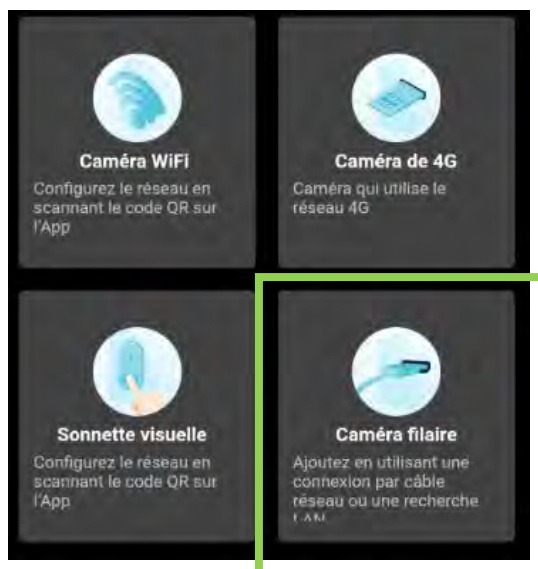 Caméra WiFi
Configurez le réseau en
scannant le code QR sur
l'App
Caméra de 4G
Caméra qui utilise le
réseau 4G
Sonnette visuelle
Configurez le réseau en
scannant le code QR sur
l'App
Caméra filaire
Ajoutez en utilisant une
connexion par câble
réseau ou une recherche
LAN